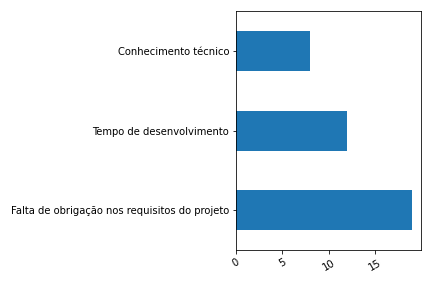 Conhecimento técnico
Tempo de desenvolvimento
Falta de obrigação nos requisitos do projeto
0 5 10 15